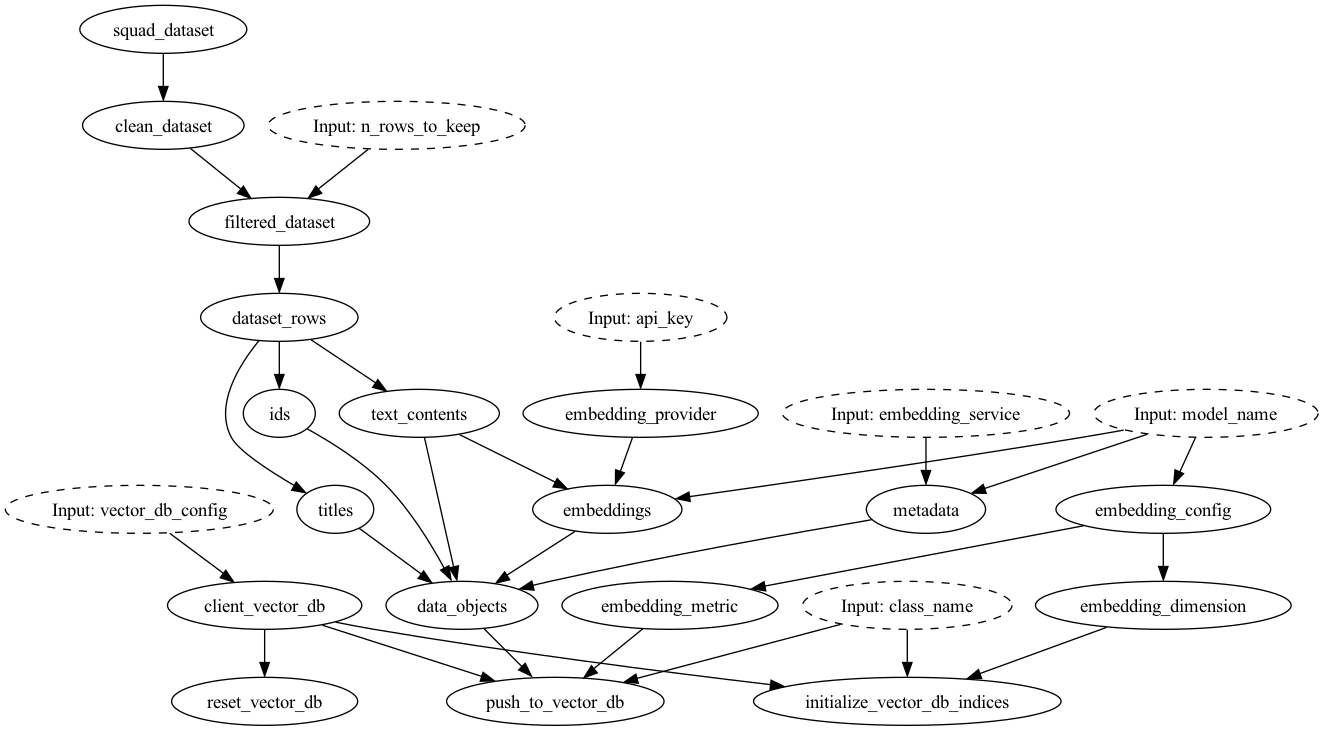 squad_dataset
clean_dataset
Input: n_rows_to_keep
filtered_dataset
dataset_rows
Input: api_key
ids
text_contents
embedding_provider
Input: embedding_service
Input: model_name
Input: vector_db_config
titles
embeddings
metadata
embedding_config
client_vector_db
data_objects
embedding_metric
Input: class_name
embedding_dimension
reset_vector_db
push_to_vector_db
initialize_vector_db_indices